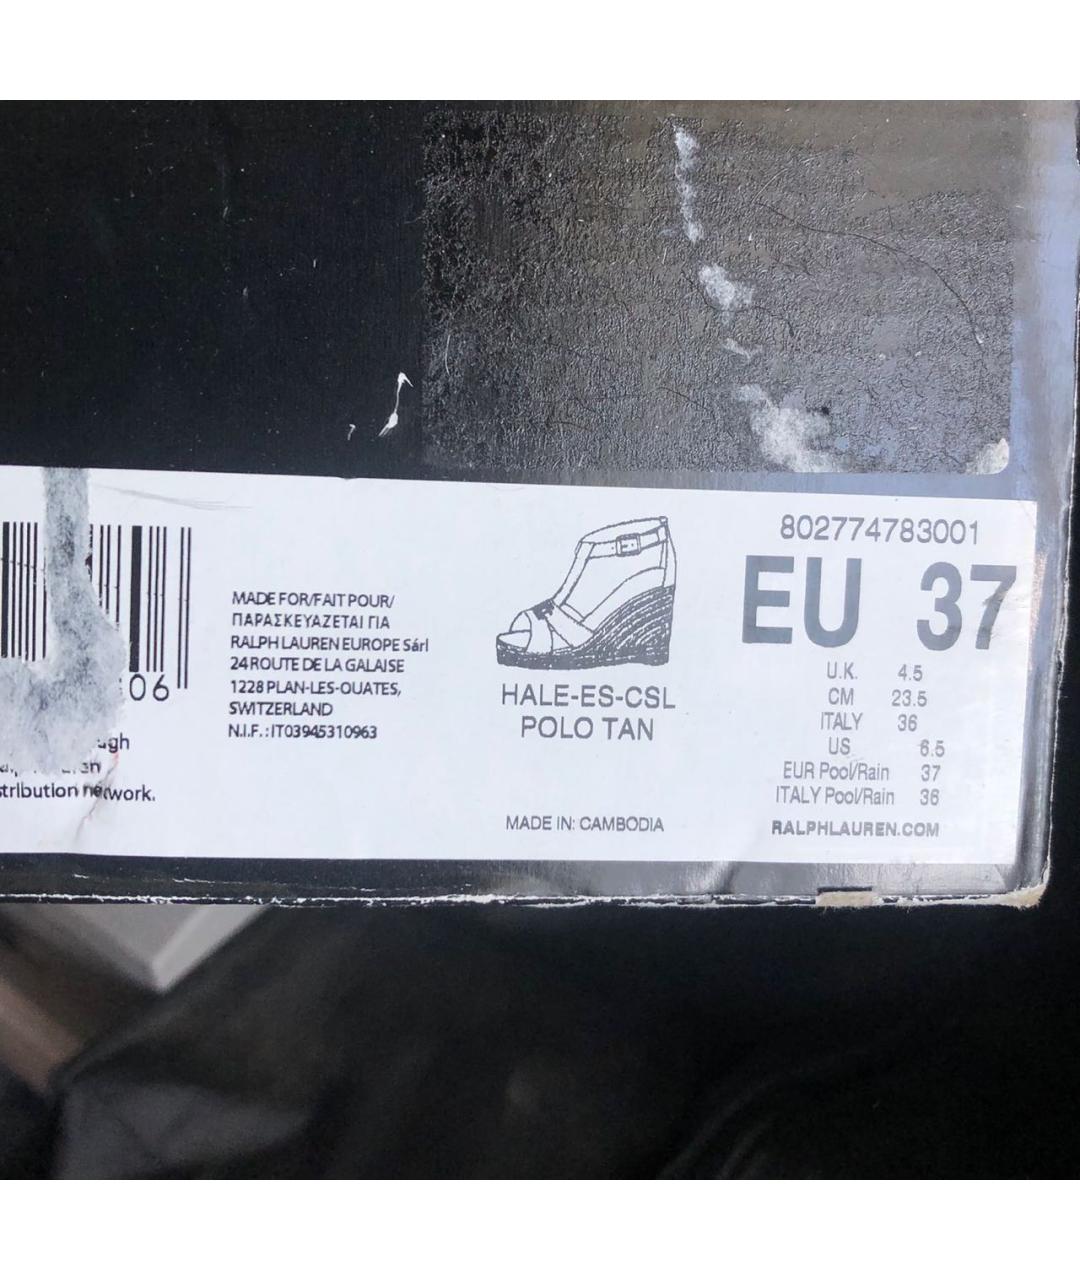 06
distribution network.
MADE FOR/FAIT POUR/
ΠΑΡΑΣΚΕΥΑΖΕΤΑΙ ΓΙΑ
RALPH LAUREN EUROPE Sárl
24 ROUTE DE LA GALAISE
1228 PLAN-LES-OUATES,
SWITZERLAND
N.I.F.:IT03945310963
HALE-ES-CSL
POLO TAN
MADE IN: CAMBODIA
802774783001
EU 37
U.K. 4.5
CM 23.5
ITALY 36
US 6.5
EUR Pool/Rain 37
ITALY Pool/Rain 36
RALPHLAUREN.COM